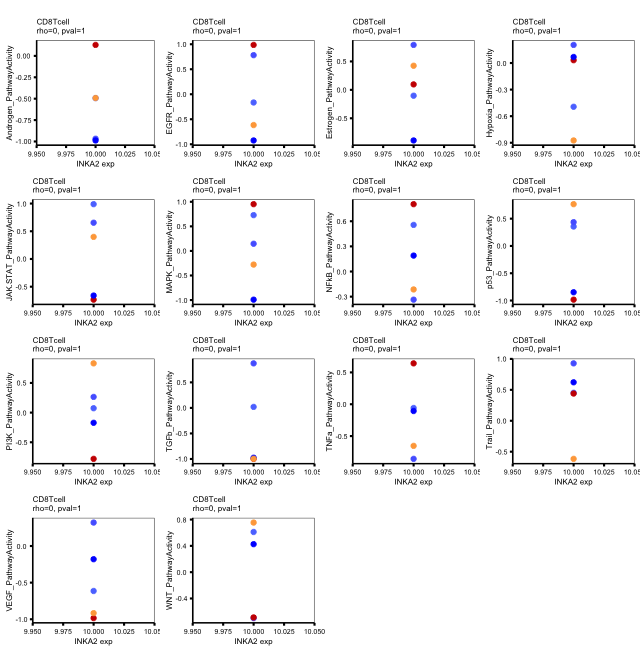 CD8Tcell
rho=0, pval=1
Androgen_PathwayActivity
0.00
-0.25
-0.50
-0.75
-1.00
9.950 9.975 10.000 10.025 10.05
INKA2 exp
CD8Tcell
rho=0, pval=1
EGFR_PathwayActivity
1.0
0.5
0.0
-0.5
-1.0
9.950 9.975 10.000 10.025 10.05
INKA2 exp
CD8Tcell
rho=0, pval=1
Estrogen_PathwayActivity
0.5
0.0
-0.5
9.950 9.975 10.000 10.025 10.05
INKA2 exp
CD8Tcell
rho=0, pval=1
Hypoxia_PathwayActivity
0.0
-0.3
-0.6
-0.9
9.950 9.975 10.000 10.025 10.05
INKA2 exp
CD8Tcell
rho=0, pval=1
JAK.STAT_PathwayActivity
1.0
0.5
0.0
-0.5
9.950 9.975 10.000 10.025 10.05
INKA2 exp
CD8Tcell
rho=0, pval=1
MAPK_PathwayActivity
1.0
0.5
0.0
-0.5
-1.0
9.950 9.975 10.000 10.025 10.05
INKA2 exp
CD8Tcell
rho=0, pval=1
NFkB_PathwayActivity
0.6
0.3
0.0
-0.3
9.950 9.975 10.000 10.025 10.05
INKA2 exp
CD8Tcell
rho=0, pval=1
p53_PathwayActivity
0.5
0.0
-0.5
-1.0
9.950 9.975 10.000 10.025 10.05
INKA2 exp
CD8Tcell
rho=0, pval=1
PI3K_PathwayActivity
0.5
0.0
-0.5
9.950 9.975 10.000 10.025 10.05
INKA2 exp
CD8Tcell
rho=0, pval=1
TGFb_PathwayActivity
0.5
0.0
-0.5
-1.0
9.950 9.975 10.000 10.025 10.05
INKA2 exp
CD8Tcell
rho=0, pval=1
TNFa_PathwayActivity
0.5
0.0
-0.5
9.950 9.975 10.000 10.025 10.05
INKA2 exp
CD8Tcell
rho=0, pval=1
Trail_PathwayActivity
1.0
0.5
0.0
-0.5
9.950 9.975 10.000 10.025 10.05
INKA2 exp
CD8Tcell
rho=0, pval=1
VEGF_PathwayActivity
0.0
-0.5
-1.0
9.950 9.975 10.000 10.025 10.05
INKA2 exp
CD8Tcell
rho=0, pval=1
WNT_PathwayActivity
0.8
0.4
0.0
-0.4
9.950 9.975 10.000 10.025 10.050
INKA2 exp